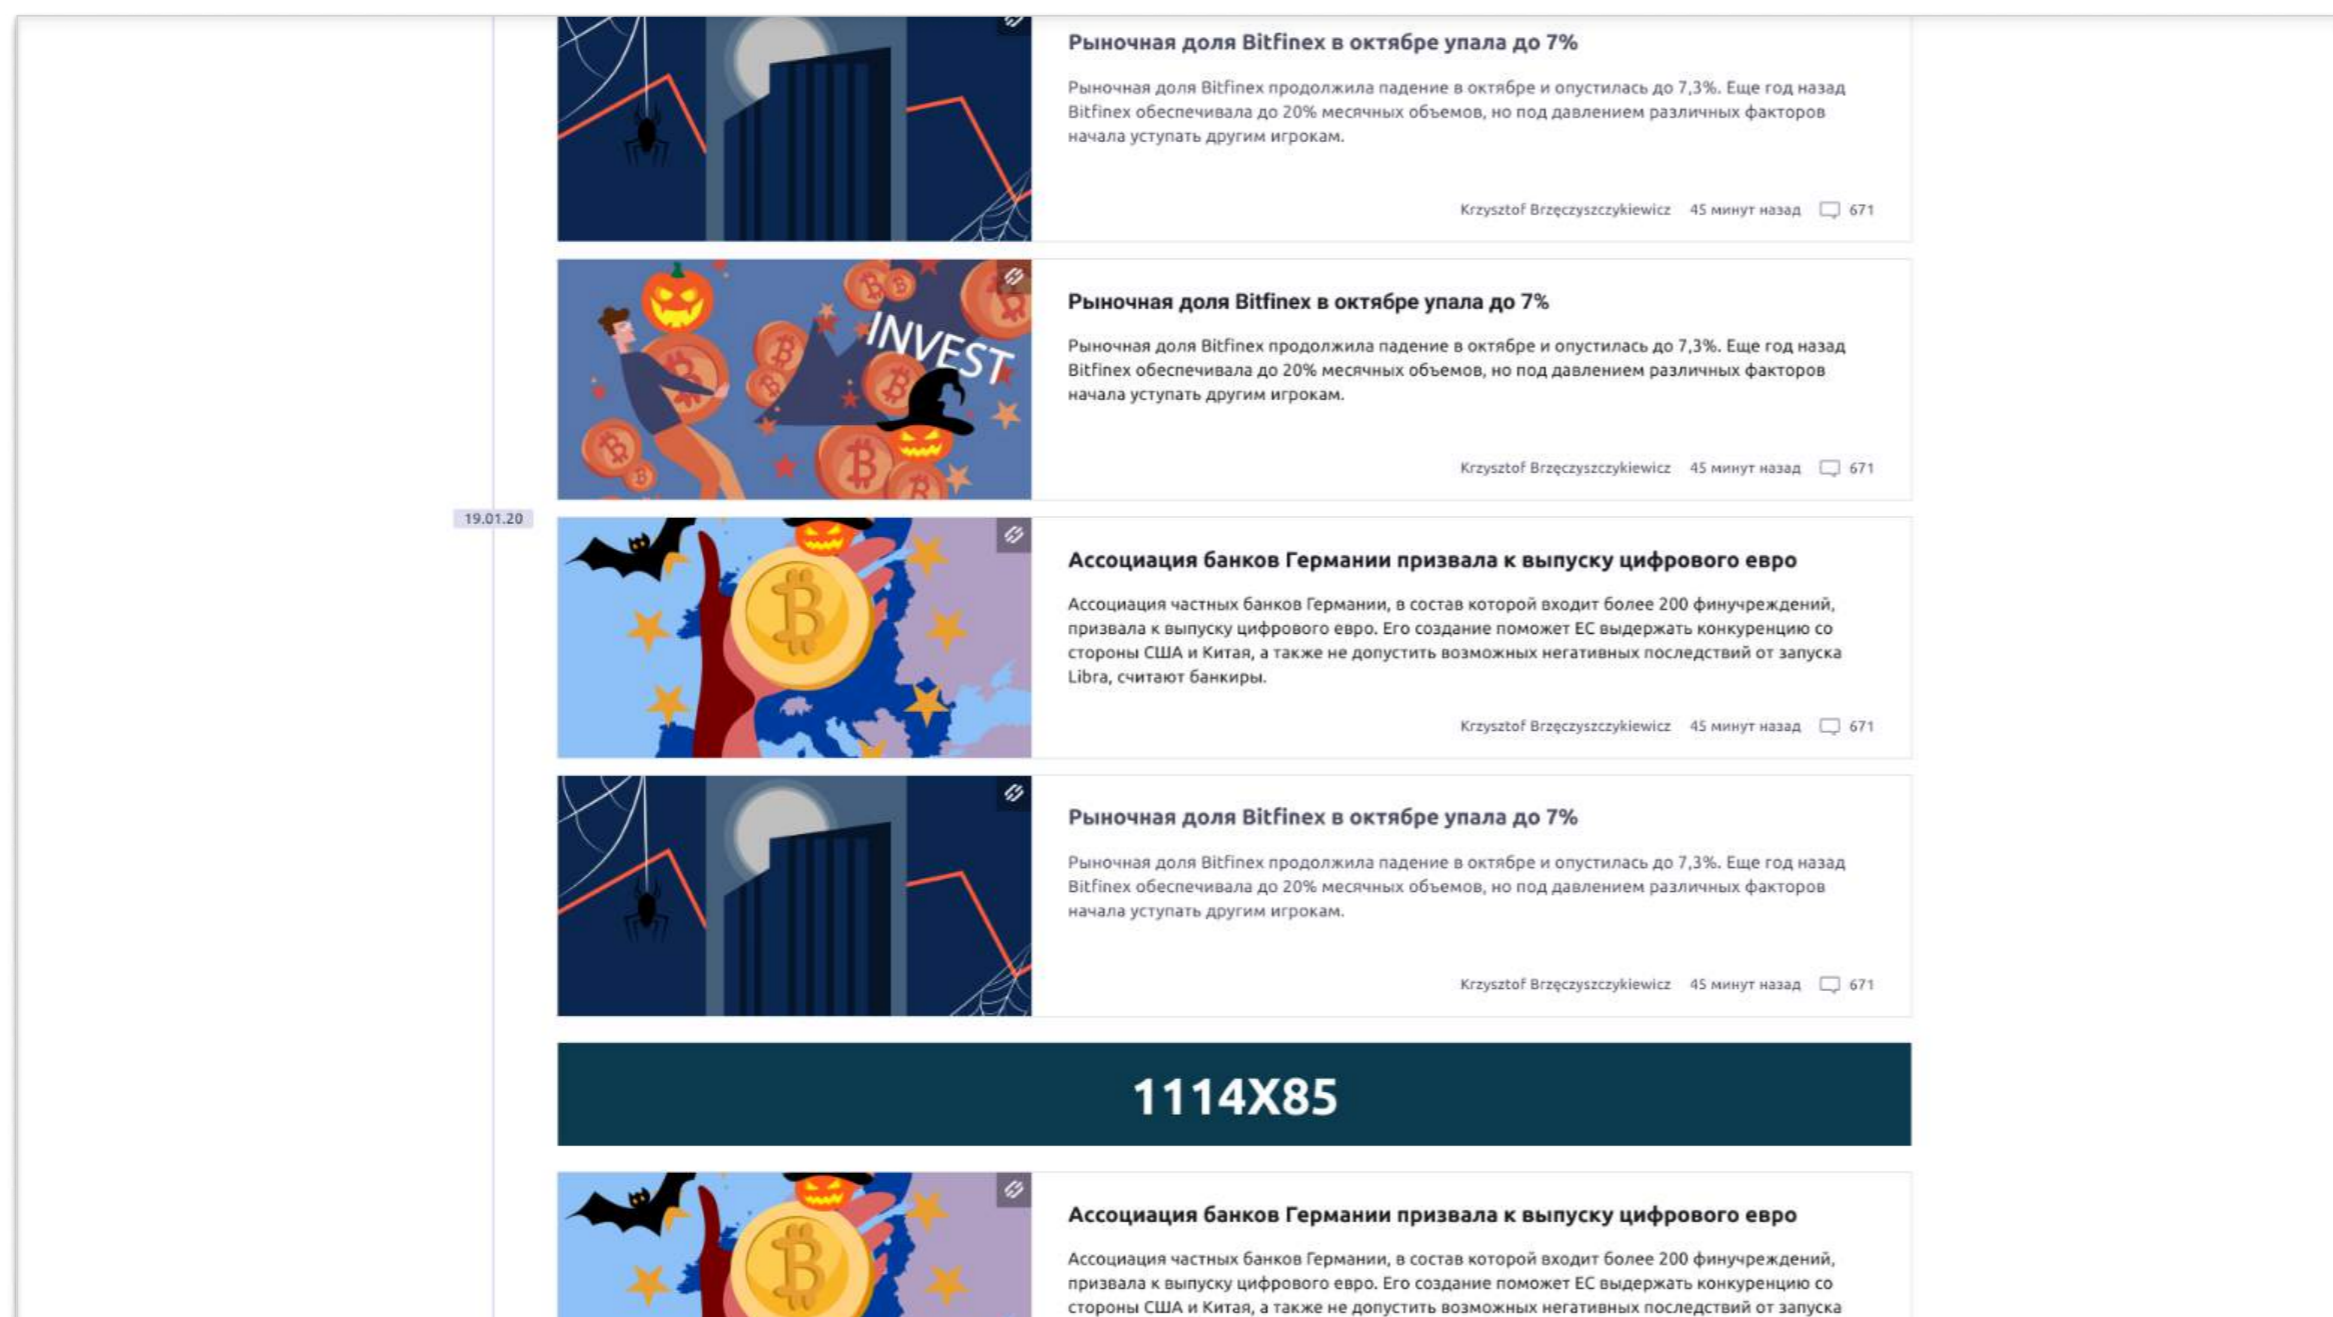 Рыночная доля Bitfinex в октябре упала до 7%
Рыночная доля Bitfinex продолжила падение в октябре и опустилась до 7,3%. Еще год назад
Bitfinex обеспечивала до 20% месячных объемов, но под давлением различных факторов
начала уступать другим игрокам.
Krzysztof Brzęczyszczykiewicz 45 минут назад 671
INVEST
Рыночная доля Bitfinex в октябре упала до 7%
Рыночная доля Bitfinex продолжила падение в октябре и опустилась до 7,3%. Еще год назад
Bitfinex обеспечивала до 20% месячных объемов, но под давлением различных факторов
начала уступать другим игрокам.
Krzysztof Brzęczyszczykiewicz 45 минут назад 671
19.01.20
Ассоциация банков Германии призвала к выпуску цифрового евро
Ассоциация частных банков Германии, в состав которой входит более 200 финучреждений,
призвала к выпуску цифрового евро. Его создание поможет ЕС выдержать конкуренцию со
стороны США и Китая, а также не допустить возможных негативных последствий от запуска
Libra, считают банкиры.
Krzysztof Brzęczyszczykiewicz 45 минут назад 671
Рыночная доля Bitfinex в октябре упала до 7%
Рыночная доля Bitfinex продолжила падение в октябре и опустилась до 7,3%. Еще год назад
Bitfinex обеспечивала до 20% месячных объемов, но под давлением различных факторов
начала уступать другим игрокам.
Krzysztof Brzęczyszczykiewicz 45 минут назад 671
1114X85
Ассоциация банков Германии призвала к выпуску цифрового евро
Ассоциация частных банков Германии, в состав которой входит более 200 финучреждений,
призвала к выпуску цифрового евро. Его создание поможет ЕС выдержать конкуренцию со
стороны США и Китая, а также не допустить возможных негативных последствий от запуска